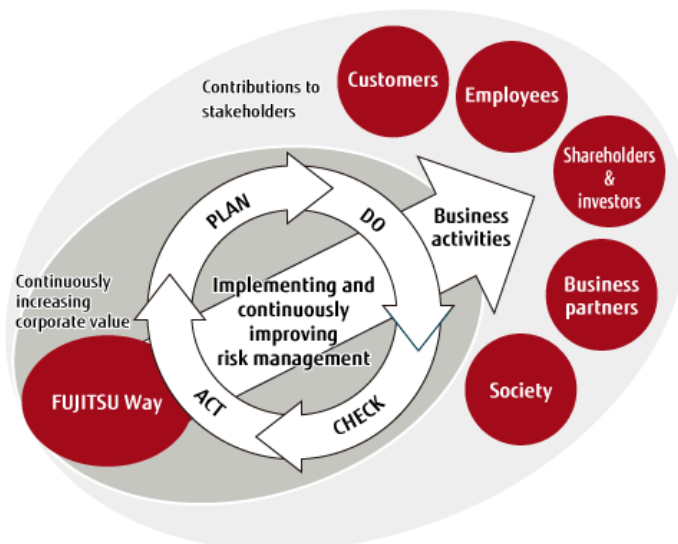 Contributions to
stakeholders
Customers
Employees
Shareholders
&
investors
Business
partners
Society
PLAN
DO
CHECK
ACT
Business
activities
Implementing and
continuously
improving
risk management
Continuously
increasing
corporate value
FUJITSU Way